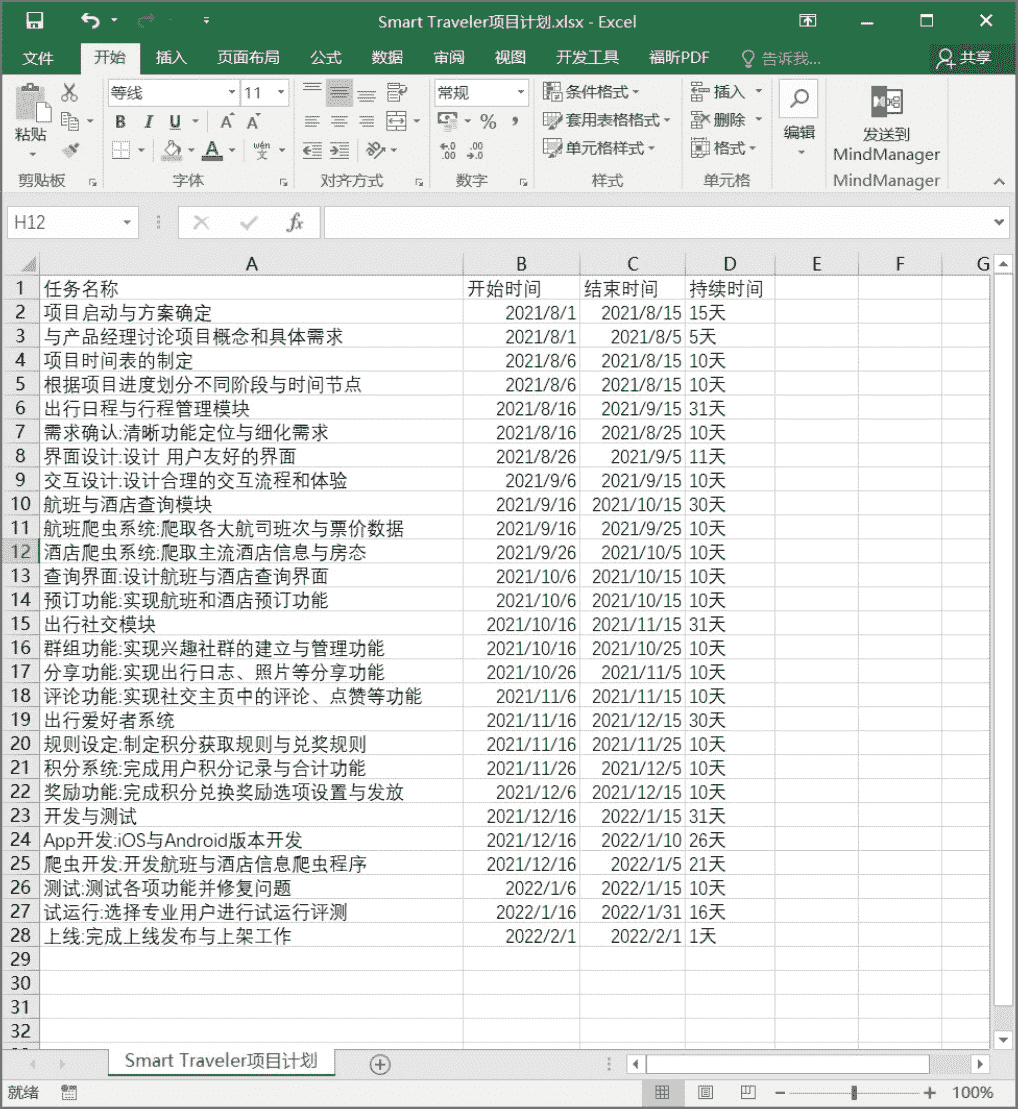 Smart Traveler项目计划.xlsx - Excel
文件 开始 插入 页面布局 公式 数据 审阅 视图 开发工具 福昕PDF 告诉我... 共享
等线 11 常规 条件格式 插入
粘贴 B I U A A % , 套用表格格式 删除 编辑 发送到
A wén 文 .0 .00 .00 .0 单元格样式 格式 MindManager
剪贴板 字体 对齐方式 数字 样式 单元格 MindManager
H12 fx
A B C D E F G
1 任务名称 开始时间 结束时间 持续时间
2 项目启动与方案确定 2021/8/1 2021/8/15 15天
3 与产品经理讨论项目概念和具体需求 2021/8/1 2021/8/5 5天
4 项目时间表的制定 2021/8/6 2021/8/15 10天
5 根据项目进度划分不同阶段与时间节点 2021/8/6 2021/8/15 10天
6 出行日程与行程管理模块 2021/8/16 2021/9/15 31天
7 需求确认:清晰功能定位与细化需求 2021/8/16 2021/8/25 10天
8 界面设计:设计 用户友好的界面 2021/8/26 2021/9/5 11天
9 交互设计:设计合理的交互流程和体验 2021/9/6 2021/9/15 10天
10 航班与酒店查询模块 2021/9/16 2021/10/15 30天
11 航班爬虫系统:爬取各大航司班次与票价数据 2021/9/16 2021/9/25 10天
12 酒店爬虫系统:爬取主流酒店信息与房态 2021/9/26 2021/10/5 10天
13 查询界面:设计航班与酒店查询界面 2021/10/6 2021/10/15 10天
14 预订功能:实现航班和酒店预订功能 2021/10/6 2021/10/15 10天
15 出行社交模块 2021/10/16 2021/11/15 31天
16 群组功能:实现兴趣社群的建立与管理功能 2021/10/16 2021/10/25 10天
17 分享功能:实现出行日志、照片等分享功能 2021/10/26 2021/11/5 10天
18 评论功能:实现社交主页中的评论、点赞等功能 2021/11/6 2021/11/15 10天
19 出行爱好者系统 2021/11/16 2021/12/15 30天
20 规则设定:制定积分获取规则与兑奖规则 2021/11/16 2021/11/25 10天
21 积分系统:完成用户积分记录与合计功能 2021/11/26 2021/12/5 10天
22 奖励功能:完成积分兑换奖励选项设置与发放 2021/12/6 2021/12/15 10天
23 开发与测试 2021/12/16 2022/1/15 31天
24 App开发:iOS与Android版本开发 2021/12/16 2022/1/10 26天
25 爬虫开发:开发航班与酒店信息爬虫程序 2021/12/16 2022/1/5 21天
26 测试:测试各项功能并修复问题 2022/1/6 2022/1/15 10天
27 试运行:选择专业用户进行试运行评测 2022/1/16 2022/1/31 16天
28 上线:完成上线发布与上架工作 2022/2/1 2022/2/1 1天
29
30
31
32
Smart Traveler项目计划
就绪 100%